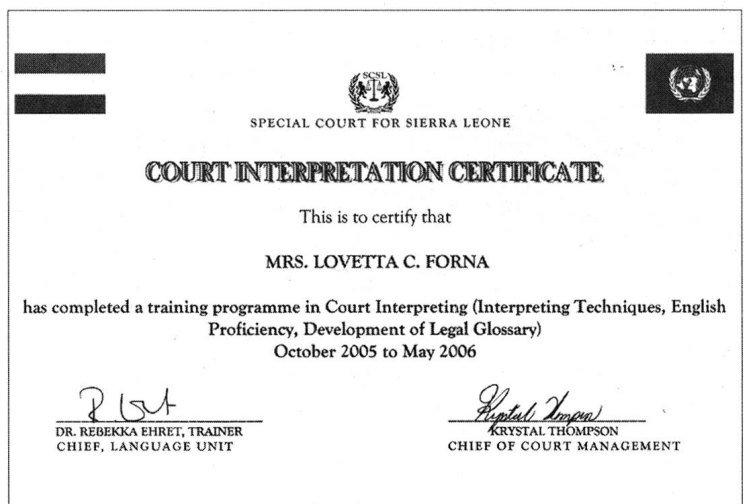 SCSL
SPECIAL COURT FOR SIERRA LEONE
COURT INTERPRETATION CERTIFICATE
This is to certify that
MRS. LOVETTA C. FORNA
has completed a training programme in Court Interpreting (Interpreting Techniques, English
Proficiency, Development of Legal Glossary)
October 2005 to May 2006
DR. REBEKKA EHRET, TRAINER
CHIEF, LANGUAGE UNIT
Krystal Thompson
KRYSTAL THOMPSON
CHIEF OF COURT MANAGEMENT